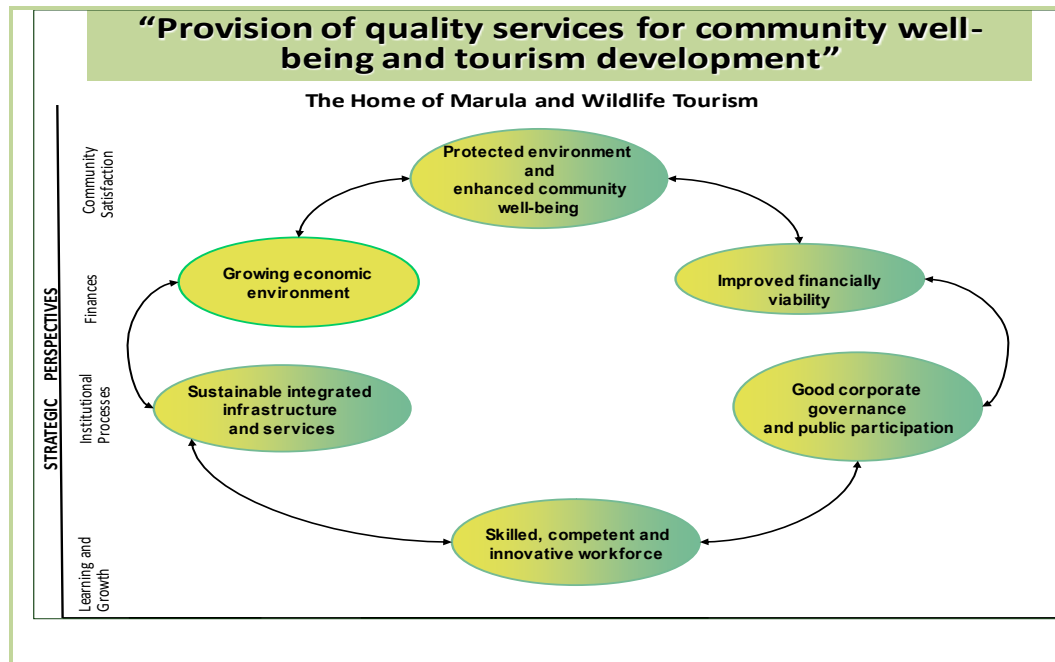 “Provision of quality services for community well-
being and tourism development”
The Home of Marula and Wildlife Tourism
STRATEGIC PERSPECTIVES
Community
Satisfaction
Finances
Institutional
Processes
Learning and
Growth
Protected environment
and
enhanced community
well-being
Growing economic
environment
Improved financially
viability
Sustainable integrated
infrastructure
and services
Good corporate
governance
and public participation
Skilled, competent and
innovative workforce